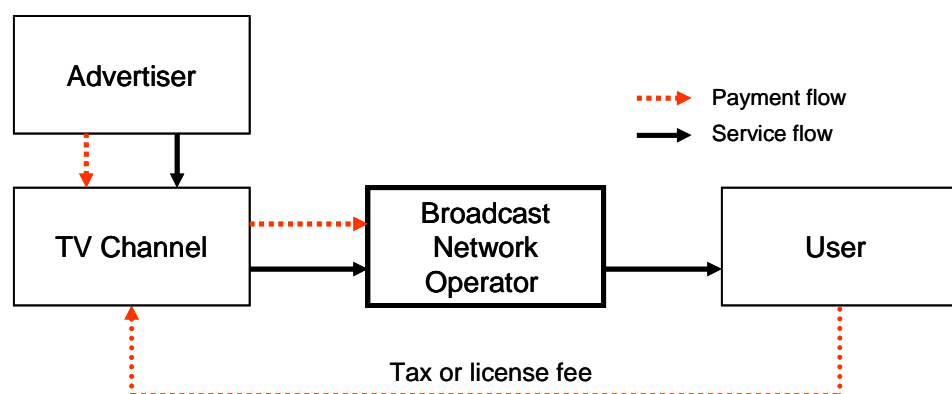 Advertiser
Payment flow
Service flow
TV Channel
Broadcast
Network
Operator
User
Tax or license fee